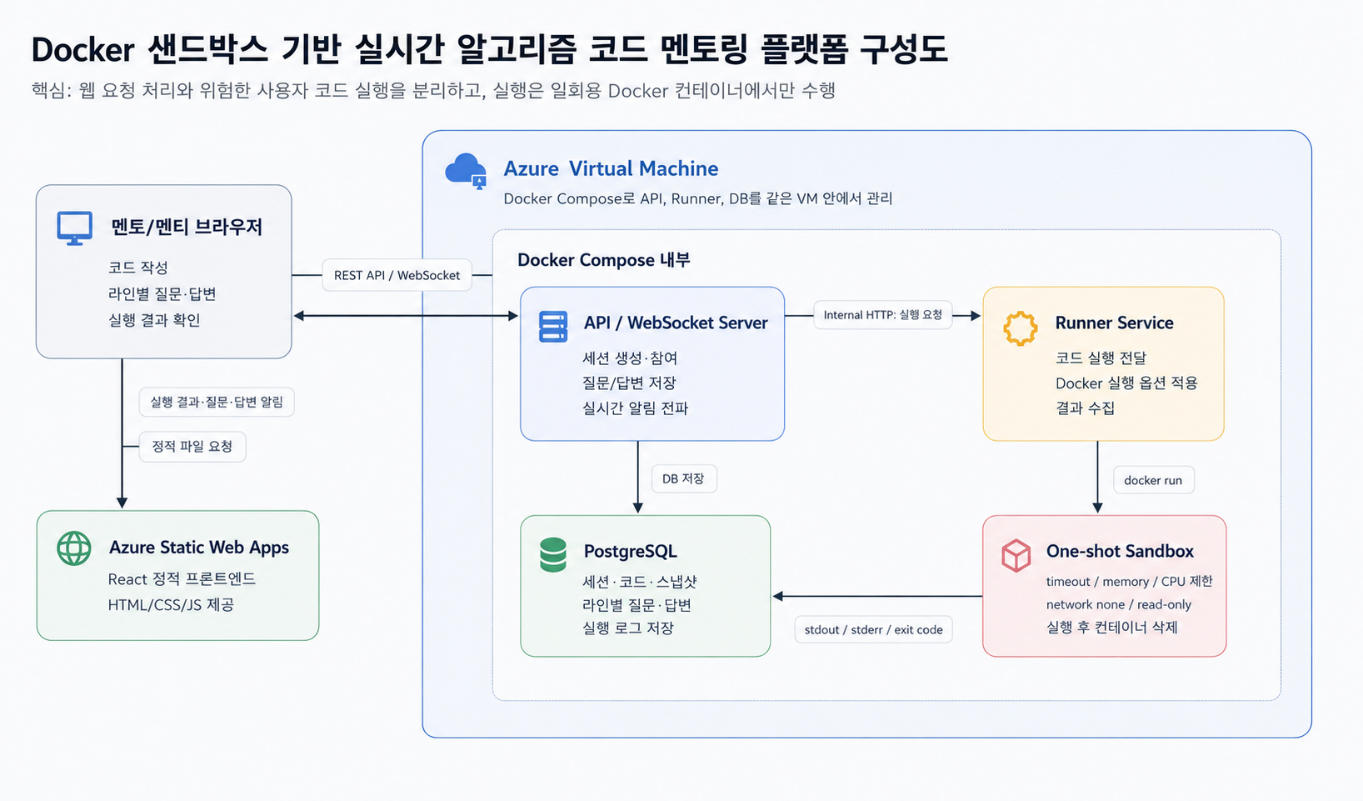 Docker 샌드박스 기반 실시간 알고리즘 코드 멘토링 플랫폼 구성도
핵심: 웹 요청 처리와 위험한 사용자 코드 실행을 분리하고, 실행은 일회용 Docker 컨테이너에서만 수행
Azure Virtual Machine
Docker Compose로 API, Runner, DB를 같은 VM 안에서 관리
멘토/멘티 브라우저
코드 작성
라인별 질문·답변
실행 결과 확인
REST API / WebSocket
Docker Compose 내부
API / WebSocket Server
세션 생성·참여
질문/답변 저장
실시간 알림 전파
Internal HTTP: 실행 요청
Runner Service
코드 실행 전달
Docker 실행 옵션 적용
결과 수집
실행 결과·질문·답변 알림
정적 파일 요청
DB 저장
docker run
Azure Static Web Apps
React 정적 프론트엔드
HTML/CSS/JS 제공
PostgreSQL
세션·코드·스냅샷
라인별 질문·답변
실행 로그 저장
stdout / stderr / exit code
One-shot Sandbox
timeout / memory / CPU 제한
network none / read-only
실행 후 컨테이너 삭제